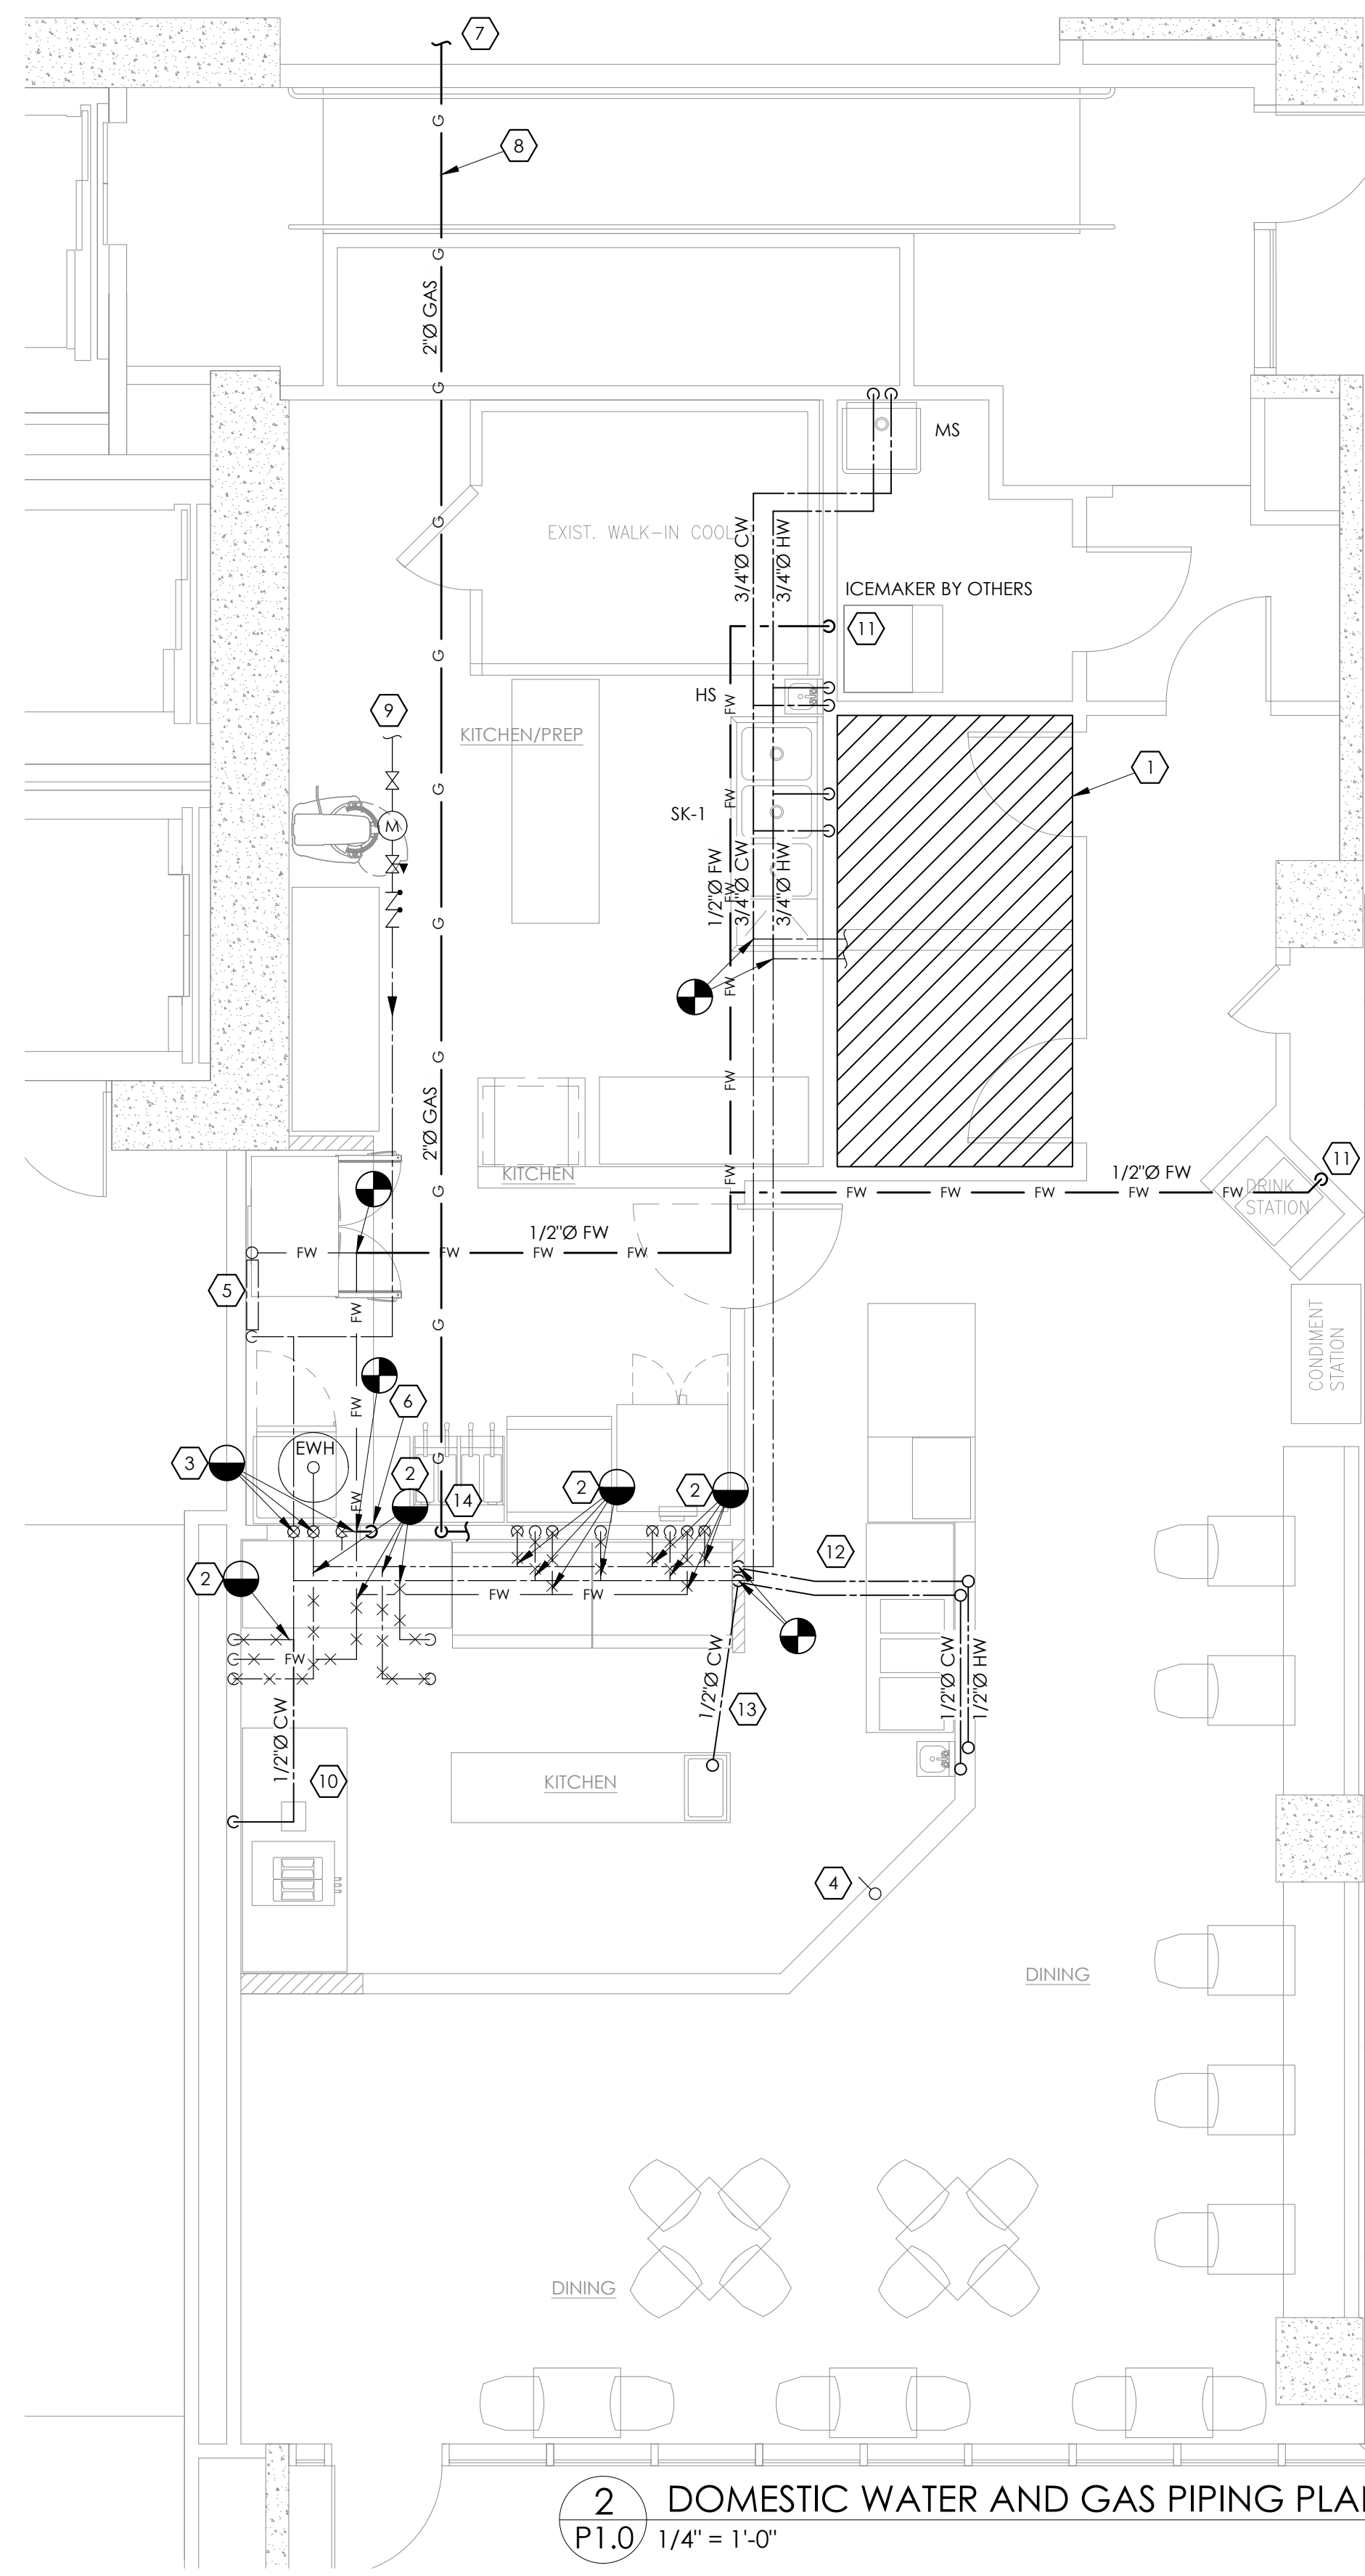 7
G
8
G
2"Ø GAS
G
MS
G
EXIST. WALK-IN COOL
3/4"Ø CW
3/4"Ø HW
ICEMAKER BY OTHERS
11
G
HS
FW
9
KITCHEN/PREP
1
G
FW
SK-1
M
1/2"Ø FW
FW
3/4"Ø CW
3/4"Ø HW
G
FW
G
FW
2"Ø GAS
KITCHEN
FW
1/2"Ø FW
11
G
FW
FW
FW
FW
FW
DRINK
STATION
1/2"Ø FW
FW
FW
FW
FW
5
FW
G
CONDIMENT
STATION
6
FW
EWH
G
3
2
2
2
14
FW
12
2
FW
FW
FW
1/2"Ø CW
13
1/2"Ø CW
1/2"Ø HW
1/2"Ø CW
10
KITCHEN
4
DINING
DINING
2
P1.0
DOMESTIC WATER AND GAS PIPING PLA
1/4" = 1'-0"